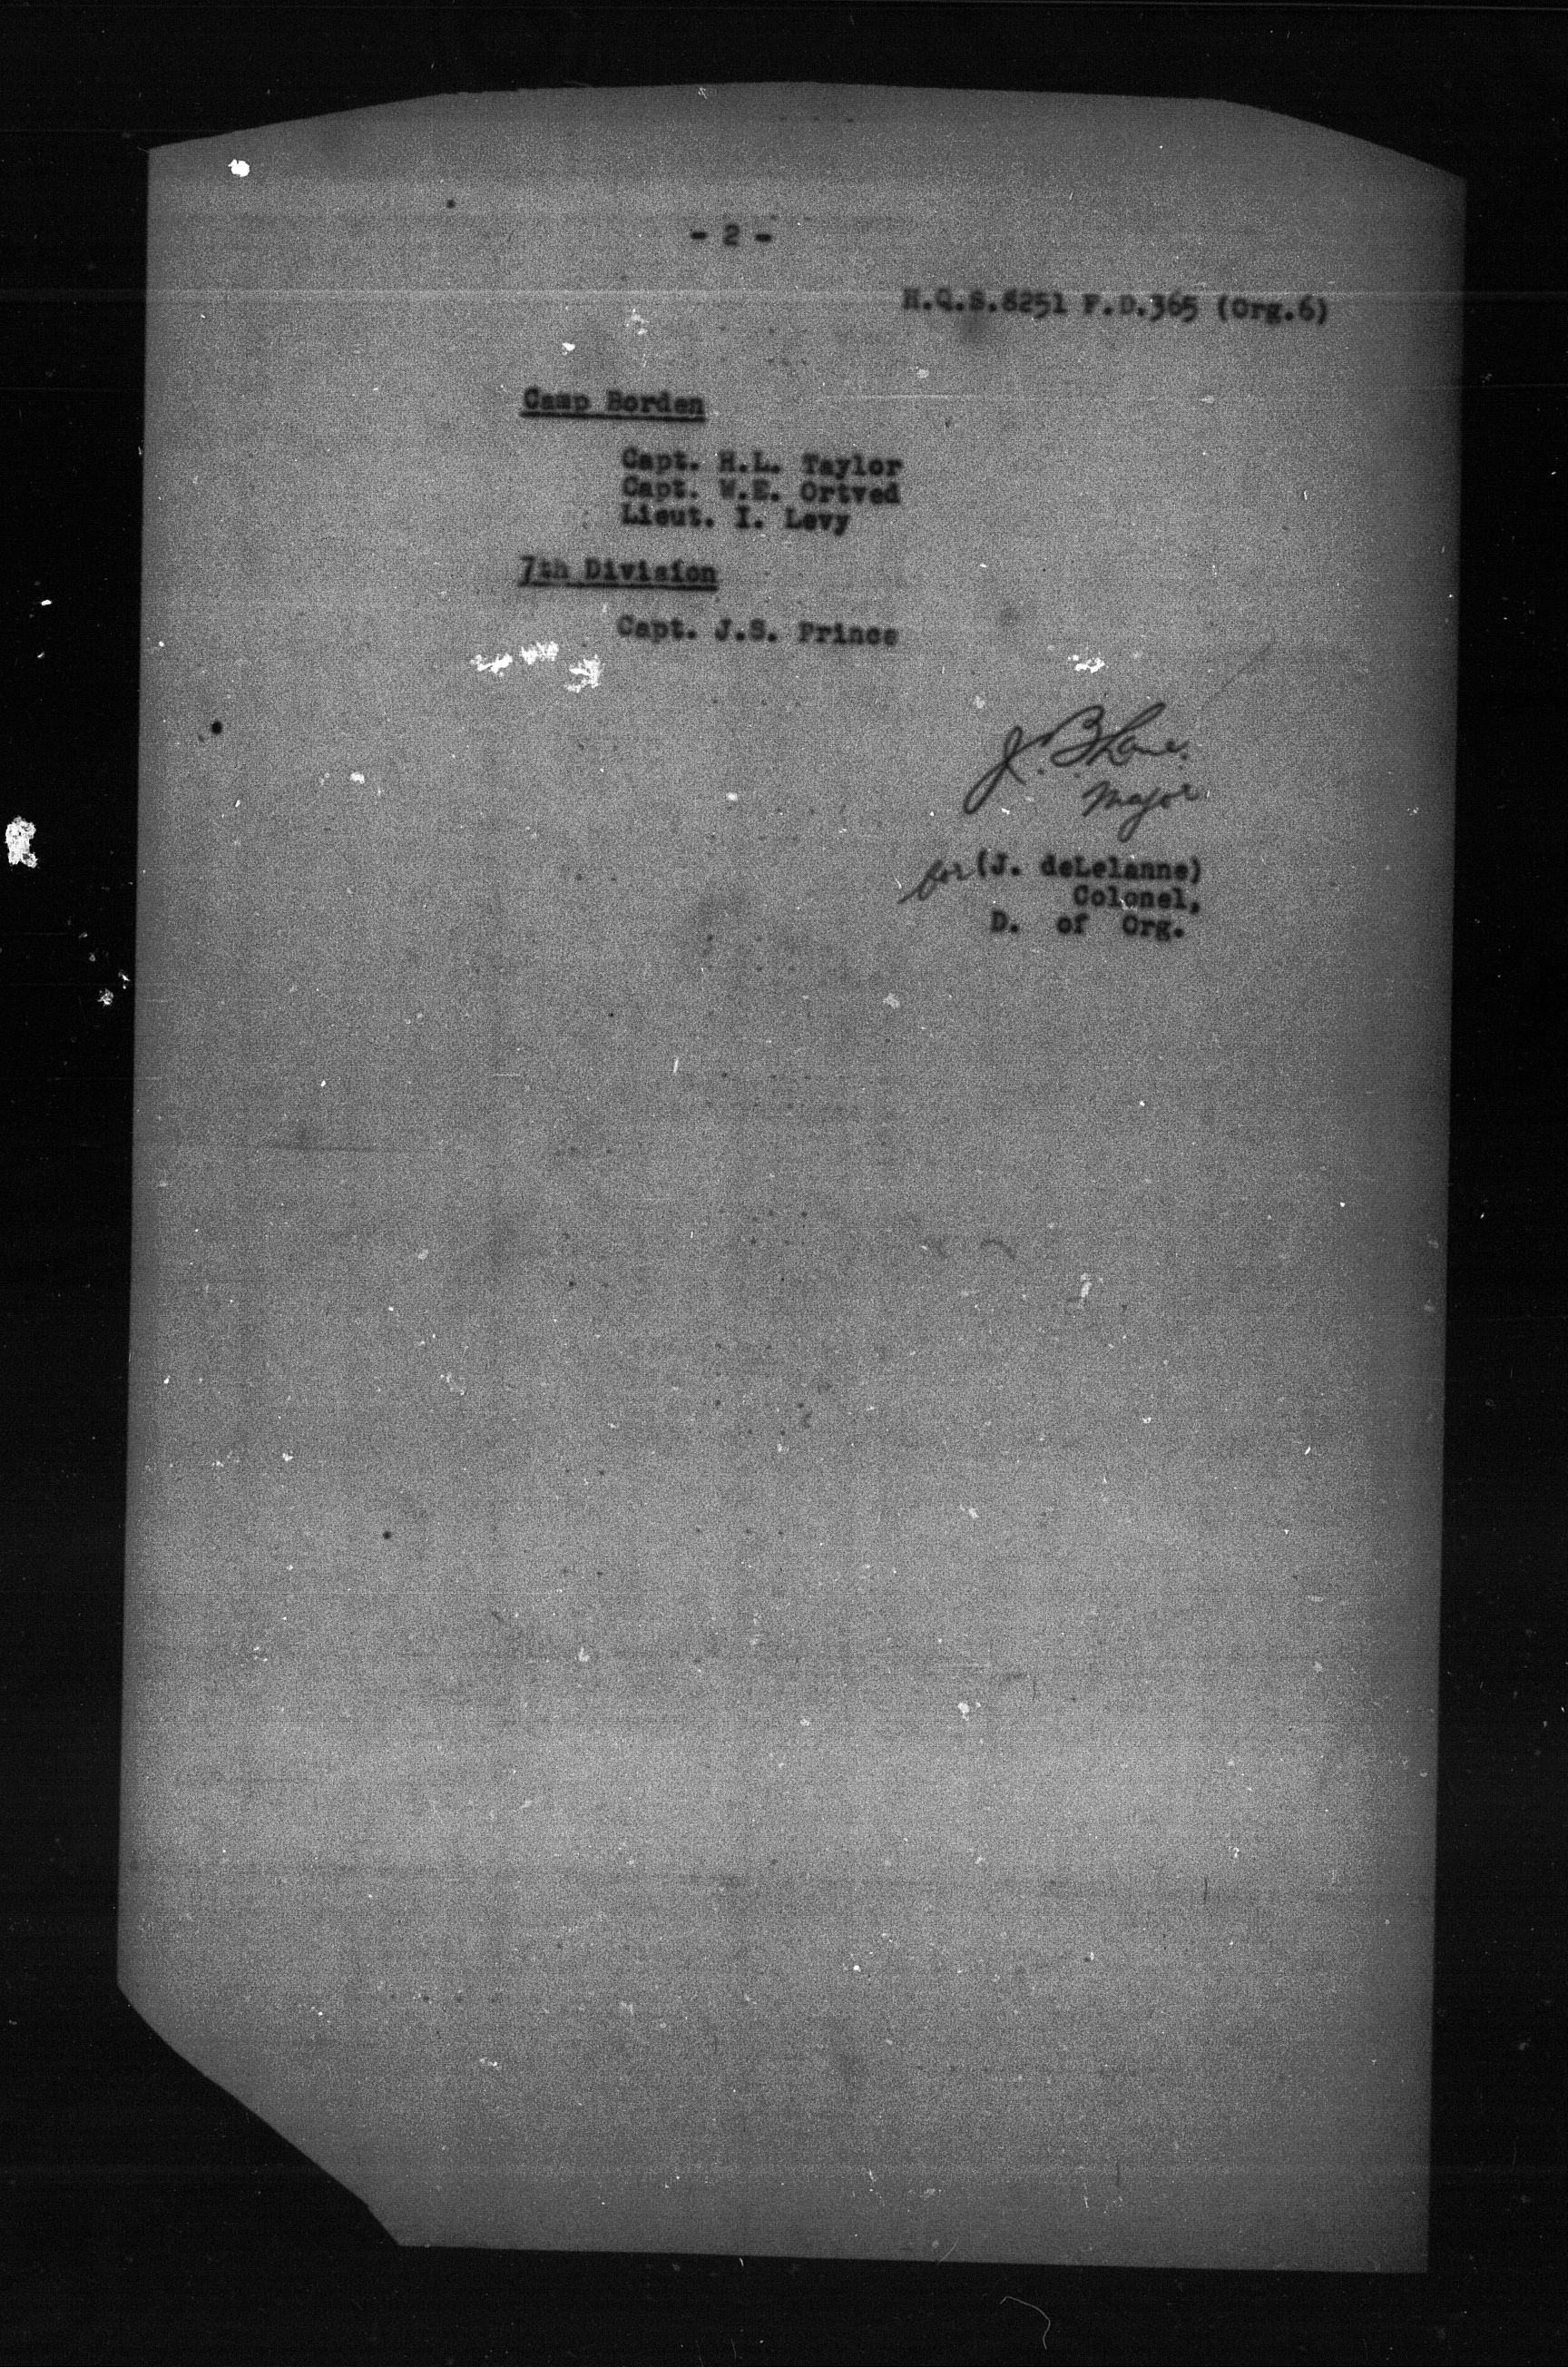 - 2 -
H.Q.S.8251 F.D.365 (Org.6)
Camp Borden
Capt. H.L. Taylor
Capt. W.E. Ortved
Lieut. I. Levy
7th Division
Capt. J.S. Prince
J. B. Lane.
Major
for (J. deLelanne)
Colonel,
D. of Org.